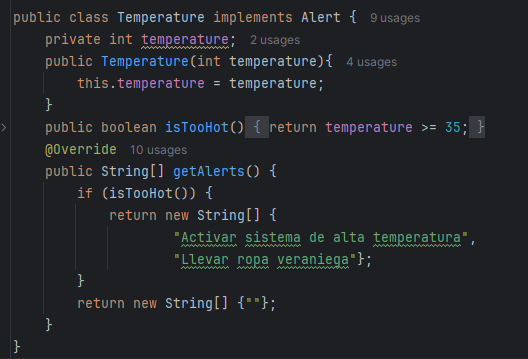 public class Temperature implements Alert {  9 usages
    private int temperature;  2 usages
    public Temperature(int temperature){  4 usages
        this.temperature = temperature;
    }
    public boolean isTooHot() { return temperature >= 35; }
    @Override  10 usages
    public String[] getAlerts() {
        if (isTooHot()) {
            return new String[] {
                    "Activar sistema de alta temperatura",
                    "Llevar ropa veraniega"};
        }
        return new String[] {""};
    }
}